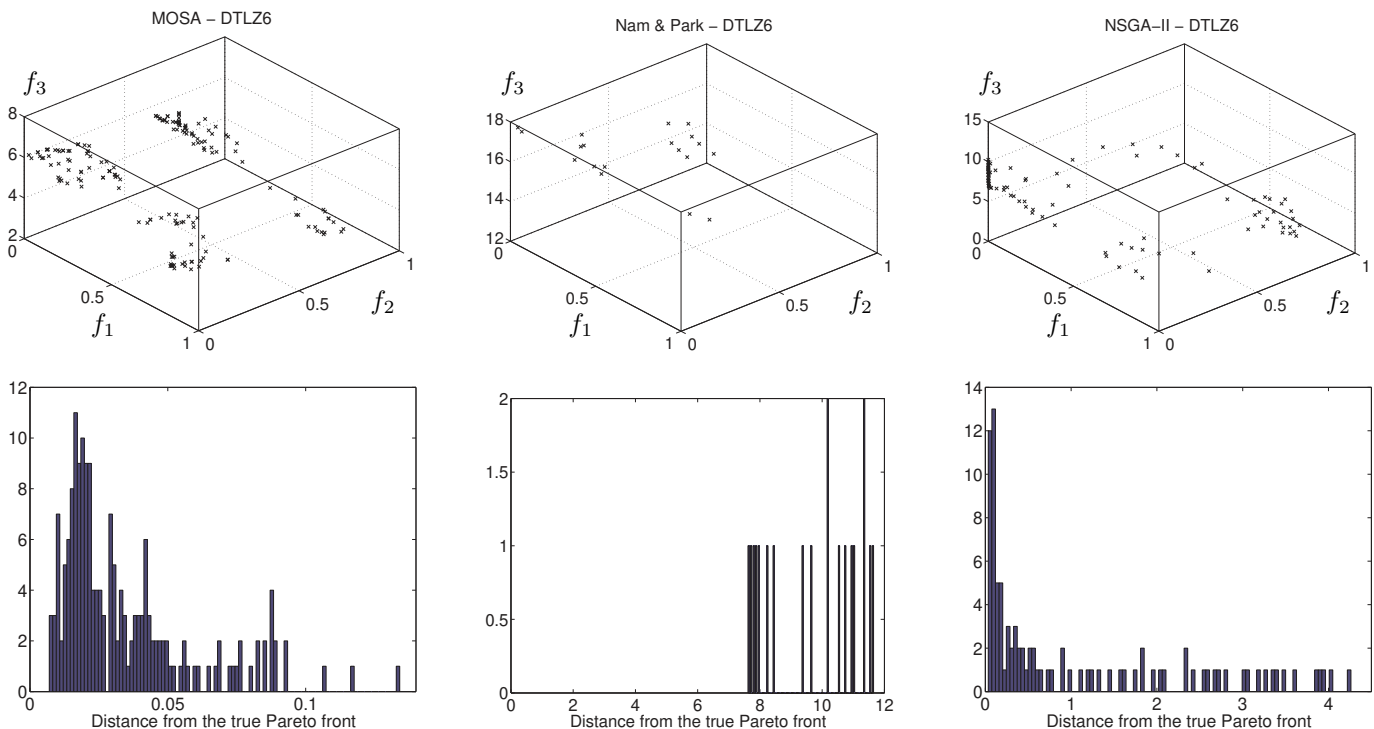 MOSA – DTLZ6
f3
8
6
4
2
0
0.5
f1
1
0
0.5
f2
1
Nam & Park – DTLZ6
f3
18
16
14
12
0
0.5
f1
1
0
0.5
f2
1
NSGA–II – DTLZ6
f3
15
10
5
0
0
0.5
f1
1
0
0.5
f2
1
12
10
8
6
4
2
0
0 0.05 0.1
Distance from the true Pareto front
2
1.5
1
0.5
0
0 2 4 6 8 10 12
Distance from the true Pareto front
14
12
10
8
6
4
2
0
0 1 2 3 4
Distance from the true Pareto front